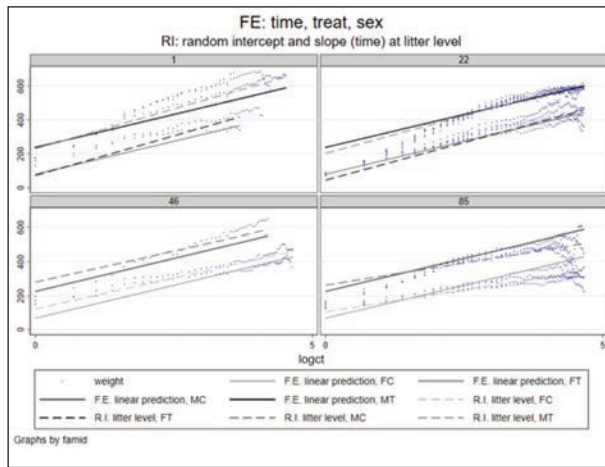 FE: time, treat, sex
RI: random intercept and slope (time) at litter level
1
22
600
400
200
0
46
85
600
400
200
0
0
5
0
5
logct
weight
F.E. linear prediction, FC
F.E. linear prediction, FT
F.E. linear prediction, MC
F.E. linear prediction, MT
R.I. litter level, FC
R.I. litter level, FT
R.I. litter level, MC
R.I. litter level, MT
Graphs by famid